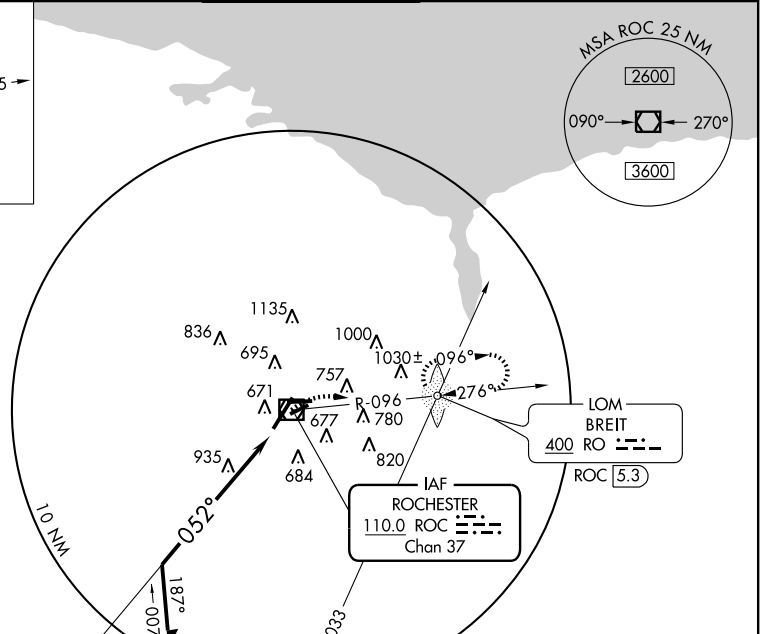 5
MSA ROC 25 NM
2600
090° 270°
3600
1135
836
1000
695
1030± 096°
757
671
R-096 276°
780
677
LOM
BREIT
400 RO
935
820
684
ROC 5.3
IAF
ROCHESTER
110.0 ROC
Chan 37
052°
10 NM
187°
007
033